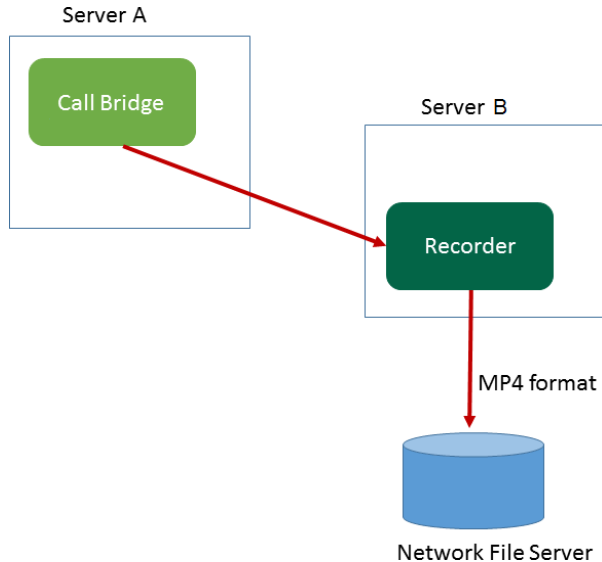 Server A
Call Bridge
Server B
Recorder
MP4 format
Network File Server